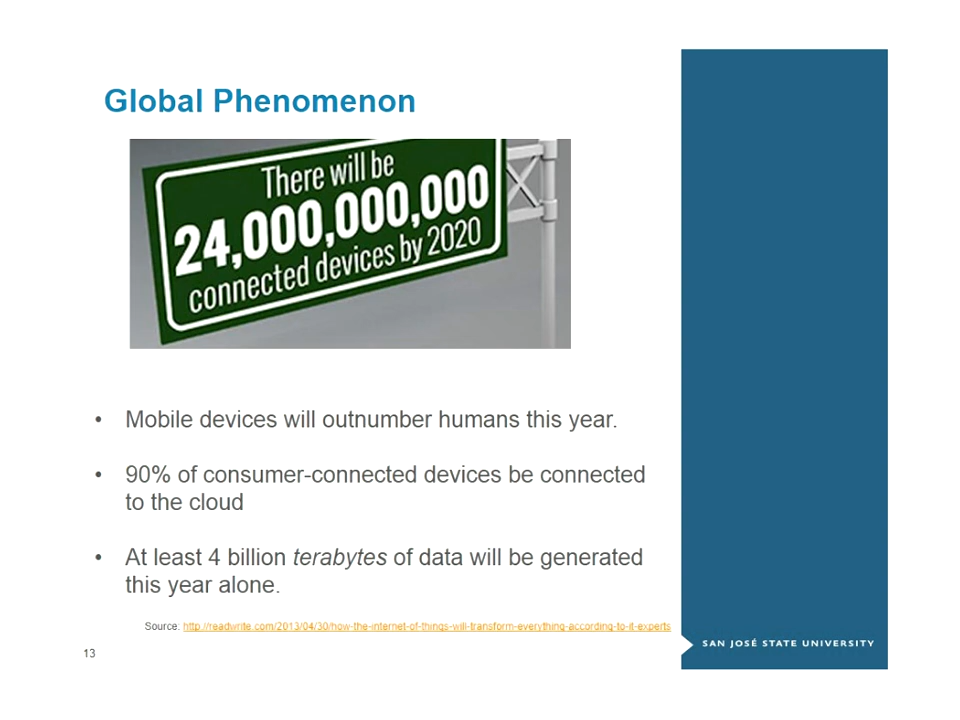 Global Phenomenon
There will be
24,000,000,000
connected devices by 2020
• Mobile devices will outnumber humans this year.
• 90% of consumer-connected devices be connected
to the cloud
• At least 4 billion terabytes of data will be generated
this year alone.
Source: http://readwrite.com/2013/04/30/how-the-internet-of-things-will-transform-everything-according-to-it-experts
13
SAN JOSÉ STATE UNIVERSITY